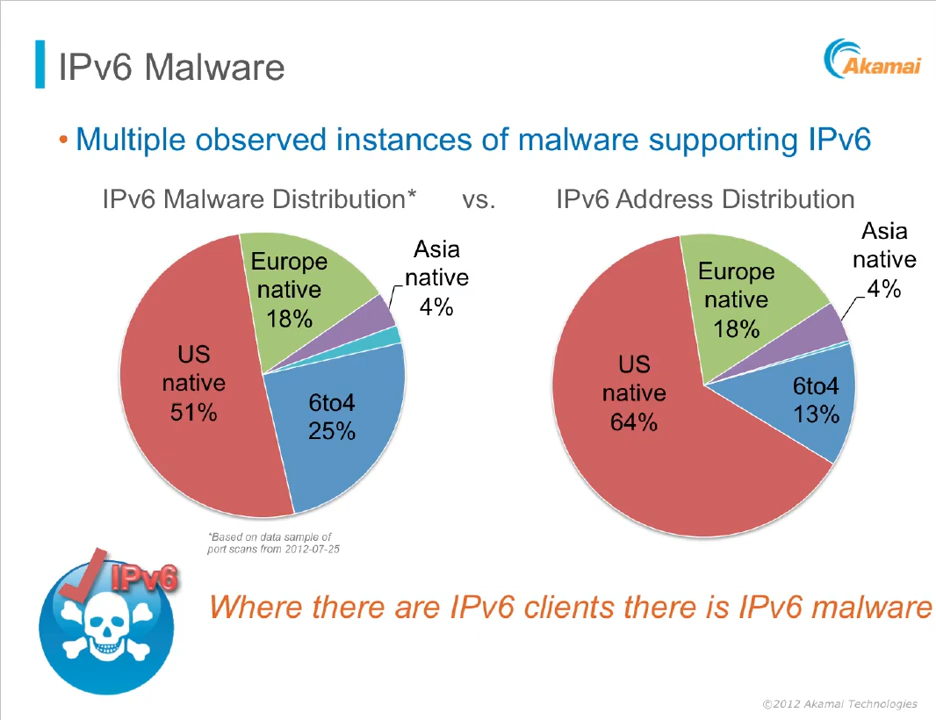 IPv6 Malware
Akamai
• Multiple observed instances of malware supporting IPv6
IPv6 Malware Distribution* vs. IPv6 Address Distribution
Europe
native
18%
Asia
native
4%
US
native
51%
6to4
25%
Europe
native
18%
Asia
native
4%
US
native
64%
6to4
13%
*Based on data sample of
port scans from 2012-07-25
IPv6
Where there are IPv6 clients there is IPv6 malware
©2012 Akamai Technologies